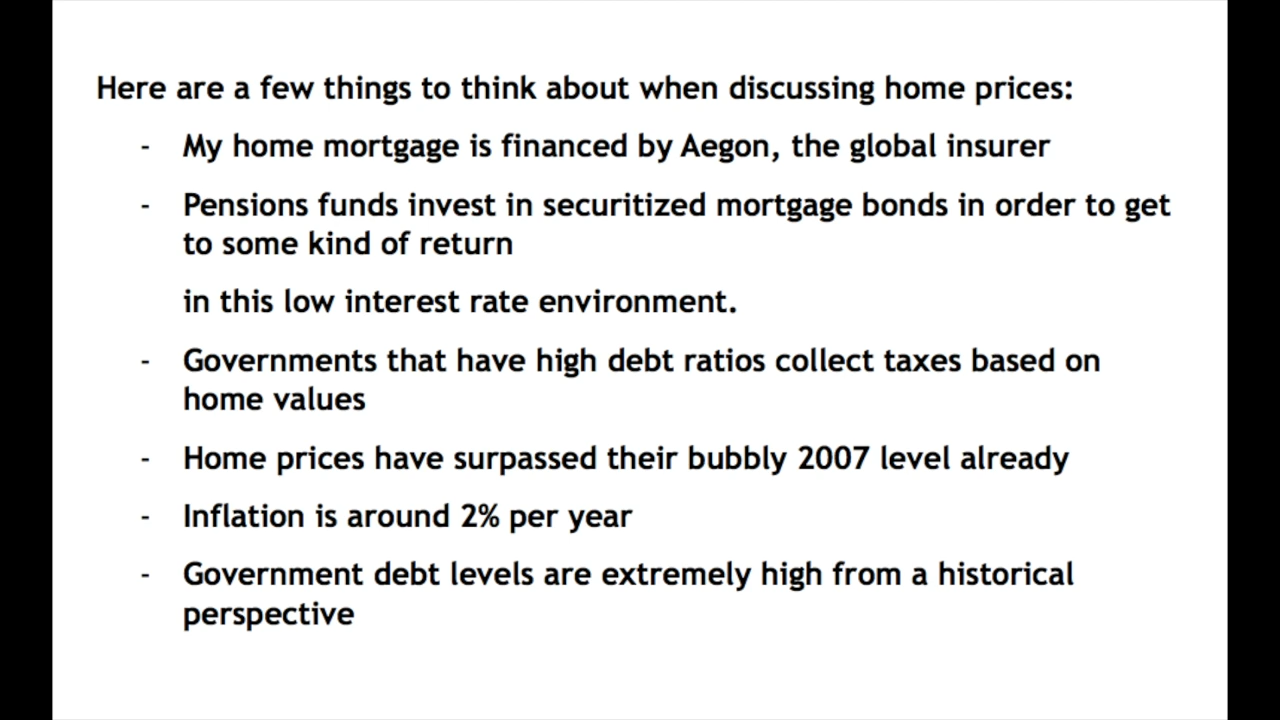 Here are a few things to think about when discussing home prices:
- My home mortgage is financed by Aegon, the global insurer
- Pensions funds invest in securitized mortgage bonds in order to get
to some kind of return
in this low interest rate environment.
- Governments that have high debt ratios collect taxes based on
home values
- Home prices have surpassed their bubbly 2007 level already
- Inflation is around 2% per year
- Government debt levels are extremely high from a historical
perspective